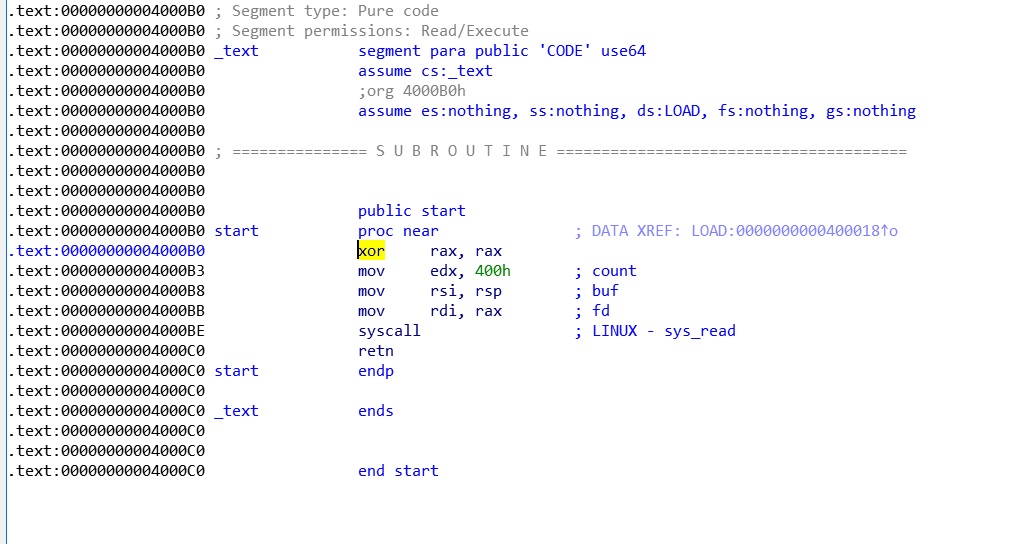 .text:00000000004000B0 ; Segment type: Pure code
.text:00000000004000B0 ; Segment permissions: Read/Execute
.text:00000000004000B0 _text segment para public 'CODE' use64
.text:00000000004000B0 assume cs:_text
.text:00000000004000B0 ;org 4000B0h
.text:00000000004000B0 assume es:nothing, ss:nothing, ds:LOAD, fs:nothing, gs:nothing
.text:00000000004000B0
.text:00000000004000B0 ; =============== S U B R O U T I N E =======================================
.text:00000000004000B0
.text:00000000004000B0
.text:00000000004000B0 public start
.text:00000000004000B0 start proc near ; DATA XREF: LOAD:0000000000400018↑o
.text:00000000004000B0 xor rax, rax
.text:00000000004000B3 mov edx, 400h ; count
.text:00000000004000B8 mov rsi, rsp ; buf
.text:00000000004000BB mov rdi, rax ; fd
.text:00000000004000BE syscall ; LINUX - sys_read
.text:00000000004000C0 retn
.text:00000000004000C0 start endp
.text:00000000004000C0
.text:00000000004000C0 _text ends
.text:00000000004000C0
.text:00000000004000C0
.text:00000000004000C0 end start